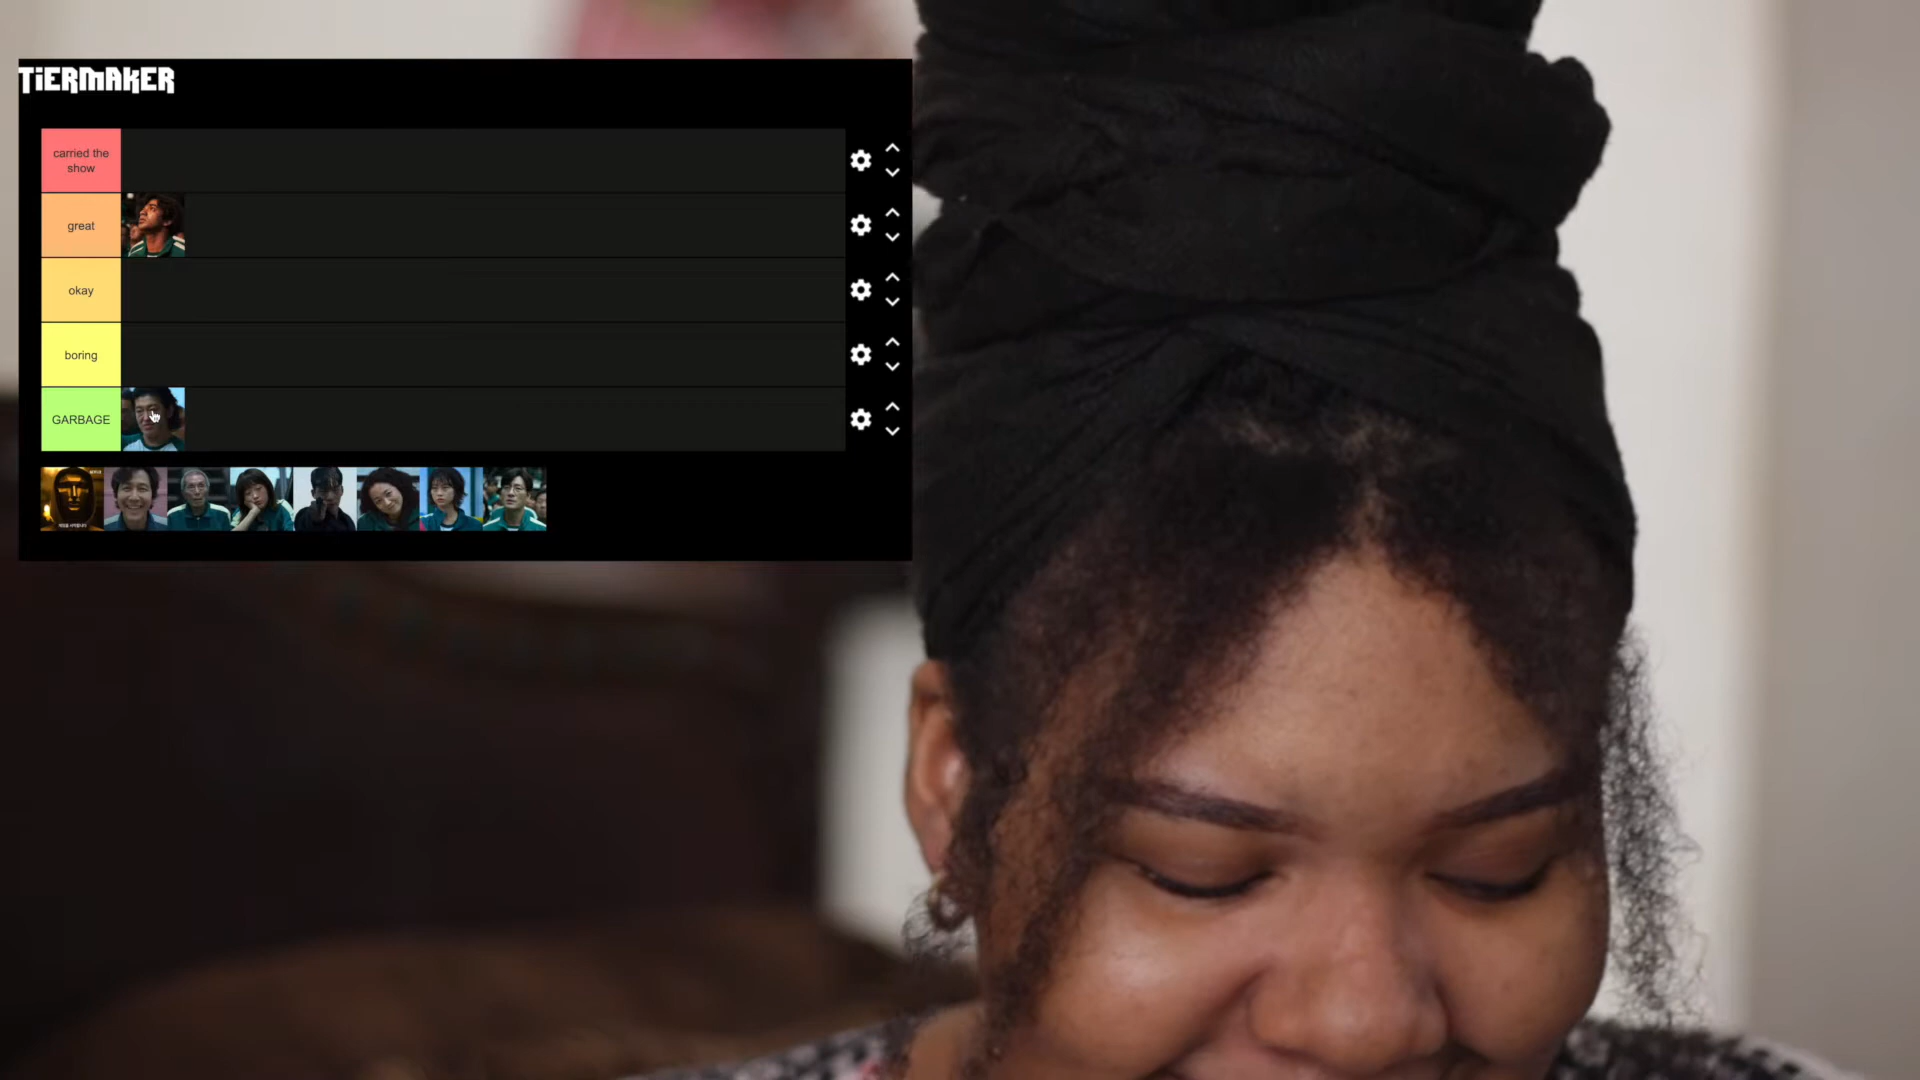 TiERMAKER
carried the
show
great
okay
boring
GARBAGE